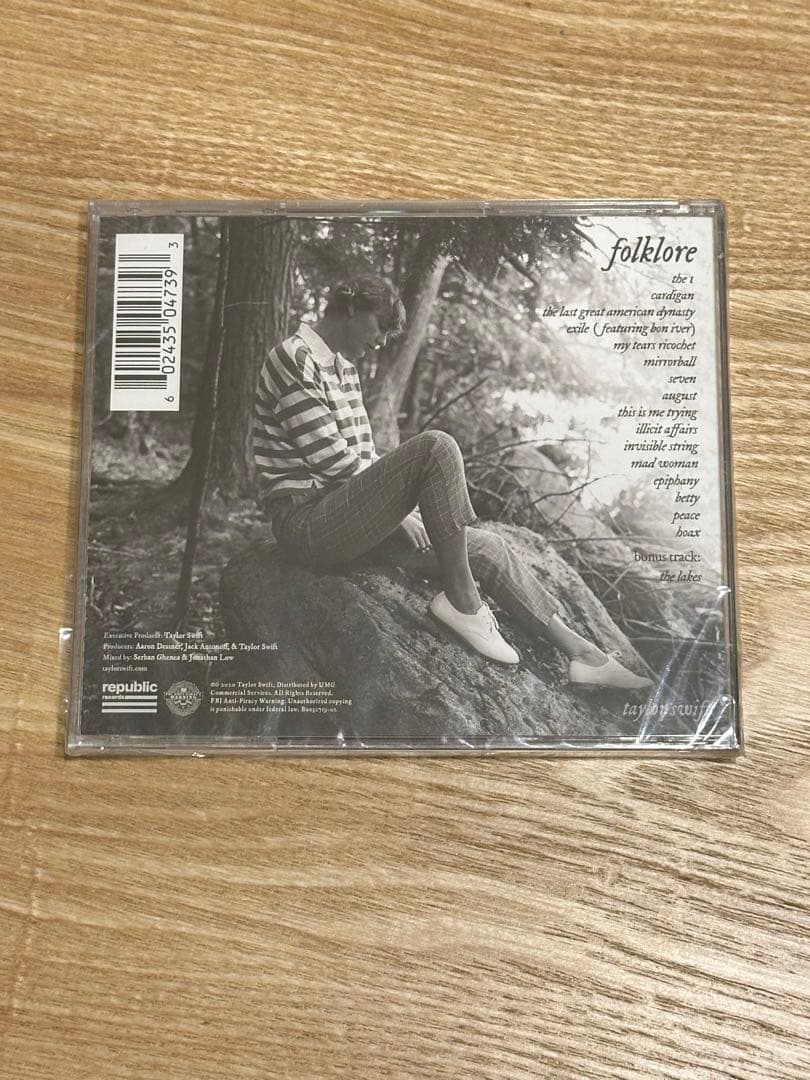 6 02435 04739 3
folklore
the 1
cardigan
the last great american dynasty
exile (featuring bon iver)
my tears ricochet
mirrorball
seven
august
this is me trying
illicit affairs
invisible string
mad woman
epiphany
betty
peace
hoax
bonus track:
the lakes
Executive Producer: Taylor Swift
Producers: Aaron Dessner, Jack Antonoff, & Taylor Swift
Mixed by: Serban Ghenea & Jonathan Low
taylorswift.com
republic
records
℗© 2020 Taylor Swift, Distributed by UMG
Commercial Services. All Rights Reserved.
FBI Anti-Piracy Warning: Unauthorized copying
is punishable under federal law. B0032713-02
taylor swift